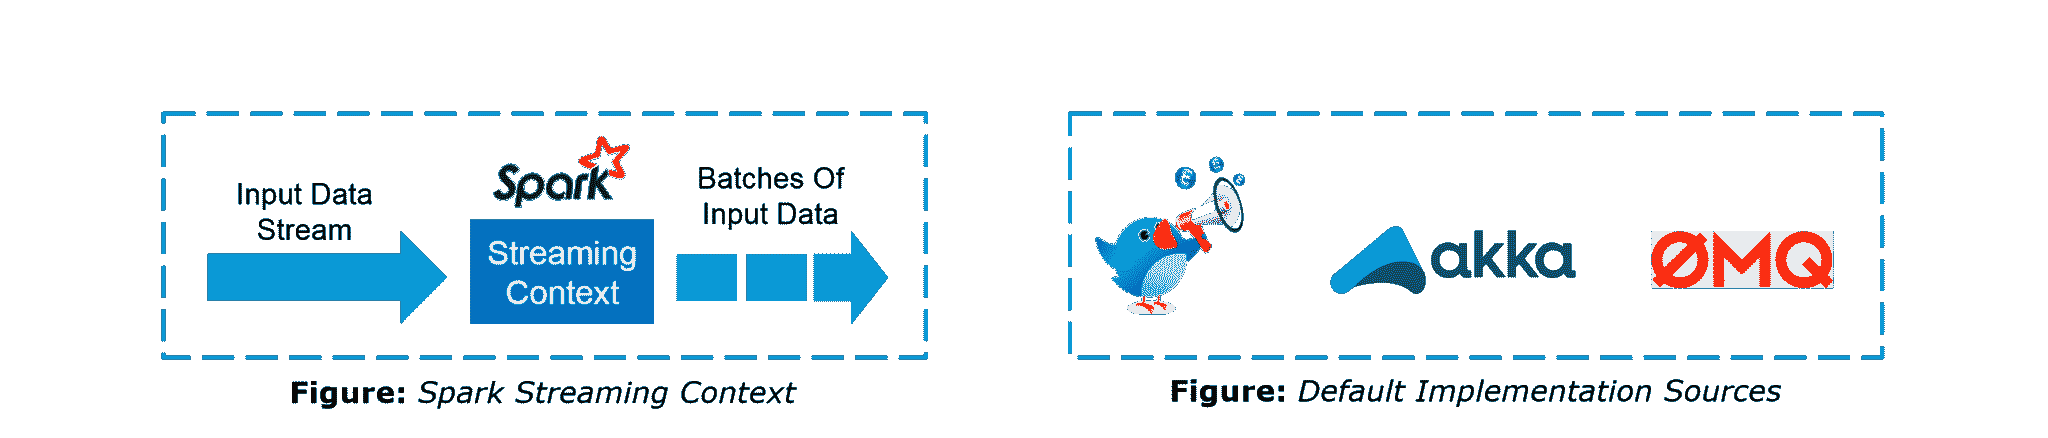 Input Data
Stream
Spark
Streaming
Context
Batches Of
Input Data
Figure: Spark Streaming Context
akka
ØMQ
Figure: Default Implementation Sources